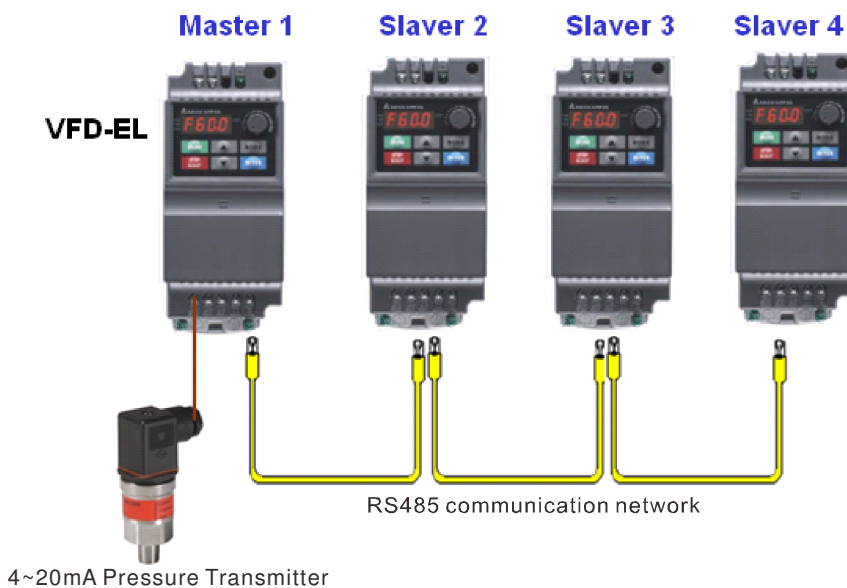 Master 1
Slaver 2
Slaver 3
Slaver 4
VFD-EL
F60.0
F60.0
F60.0
F60.0
RS485 communication network
4~20mA Pressure Transmitter